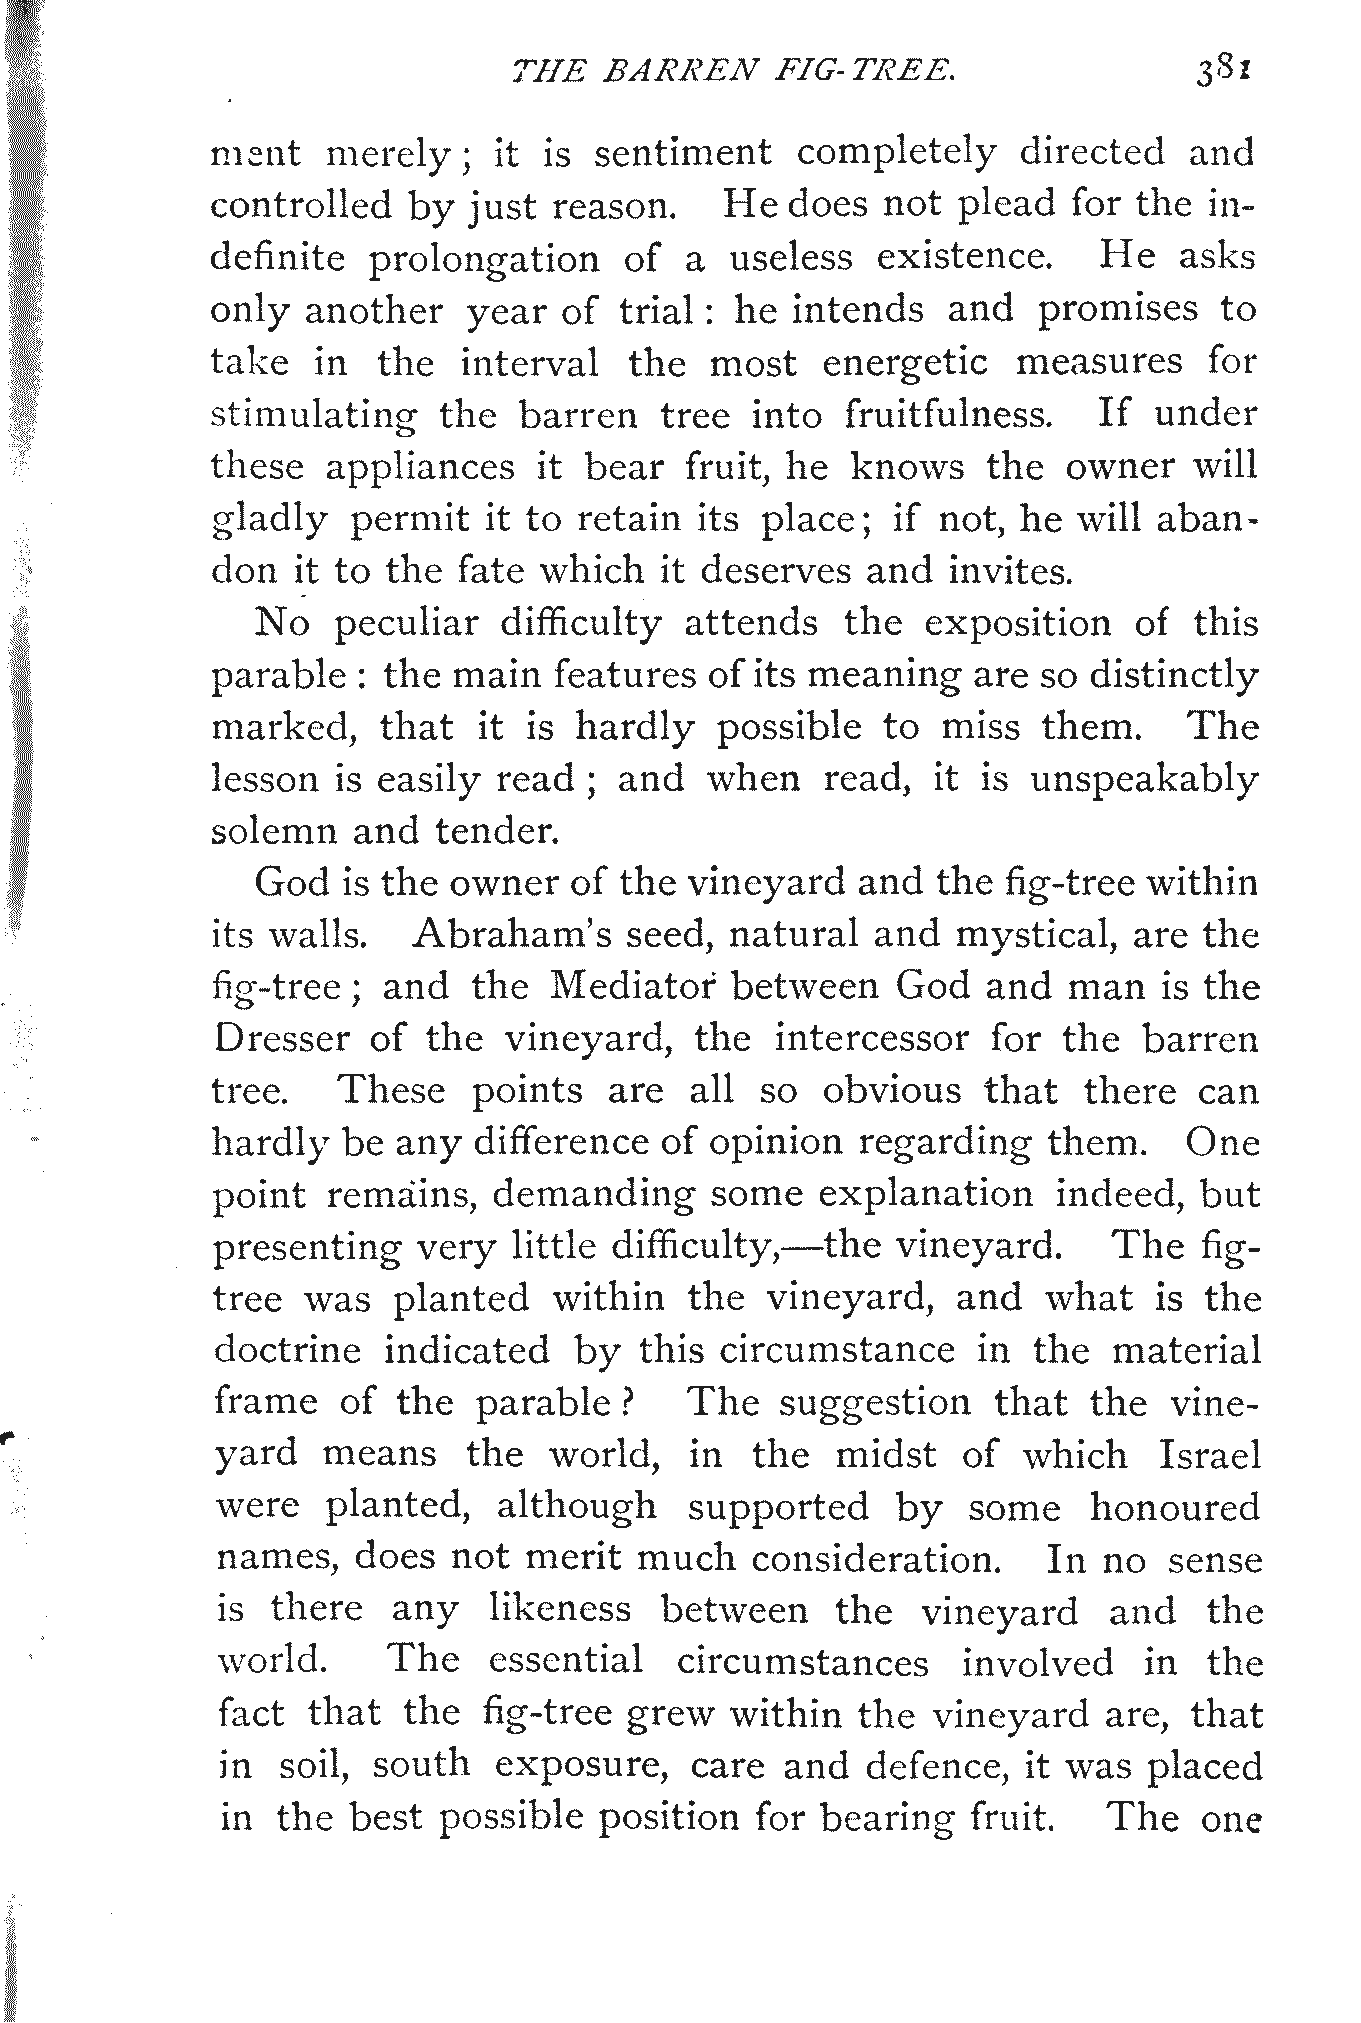 THE BARREN FIG-TREE. 381
ment merely ; it is sentiment completely directed and
controlled by just reason. He does not plead for the in-
definite prolongation of a useless existence. He asks
only another year of trial : he intends and promises to
take in the interval the most energetic measures for
stimulating the barren tree into fruitfulness. If under
these appliances it bear fruit, he knows the owner will
gladly permit it to retain its place; if not, he will aban-
don it to the fate which it deserves and invites.
No peculiar difficulty attends the exposition of this
parable : the main features of its meaning are so distinctly
marked, that it is hardly possible to miss them. The
lesson is easily read ; and when read, it is unspeakably
solemn and tender.
God is the owner of the vineyard and the fig-tree within
its walls. Abraham's seed, natural and mystical, are the
fig-tree ; and the Mediator between God and man is the
Dresser of the vineyard, the intercessor for the barren
tree. These points are all so obvious that there can
hardly be any difference of opinion regarding them. One
point remains, demanding some explanation indeed, but
presenting very little difficulty,—the vineyard. The fig-
tree was planted within the vineyard, and what is the
doctrine indicated by this circumstance in the material
frame of the parable ? The suggestion that the vine-
yard means the world, in the midst of which Israel
were planted, although supported by some honoured
names, does not merit much consideration. In no sense
is there any likeness between the vineyard and the
world. The essential circumstances involved in the
fact that the fig-tree grew within the vineyard are, that
in soil, south exposure, care and defence, it was placed
in the best possible position for bearing fruit. The one